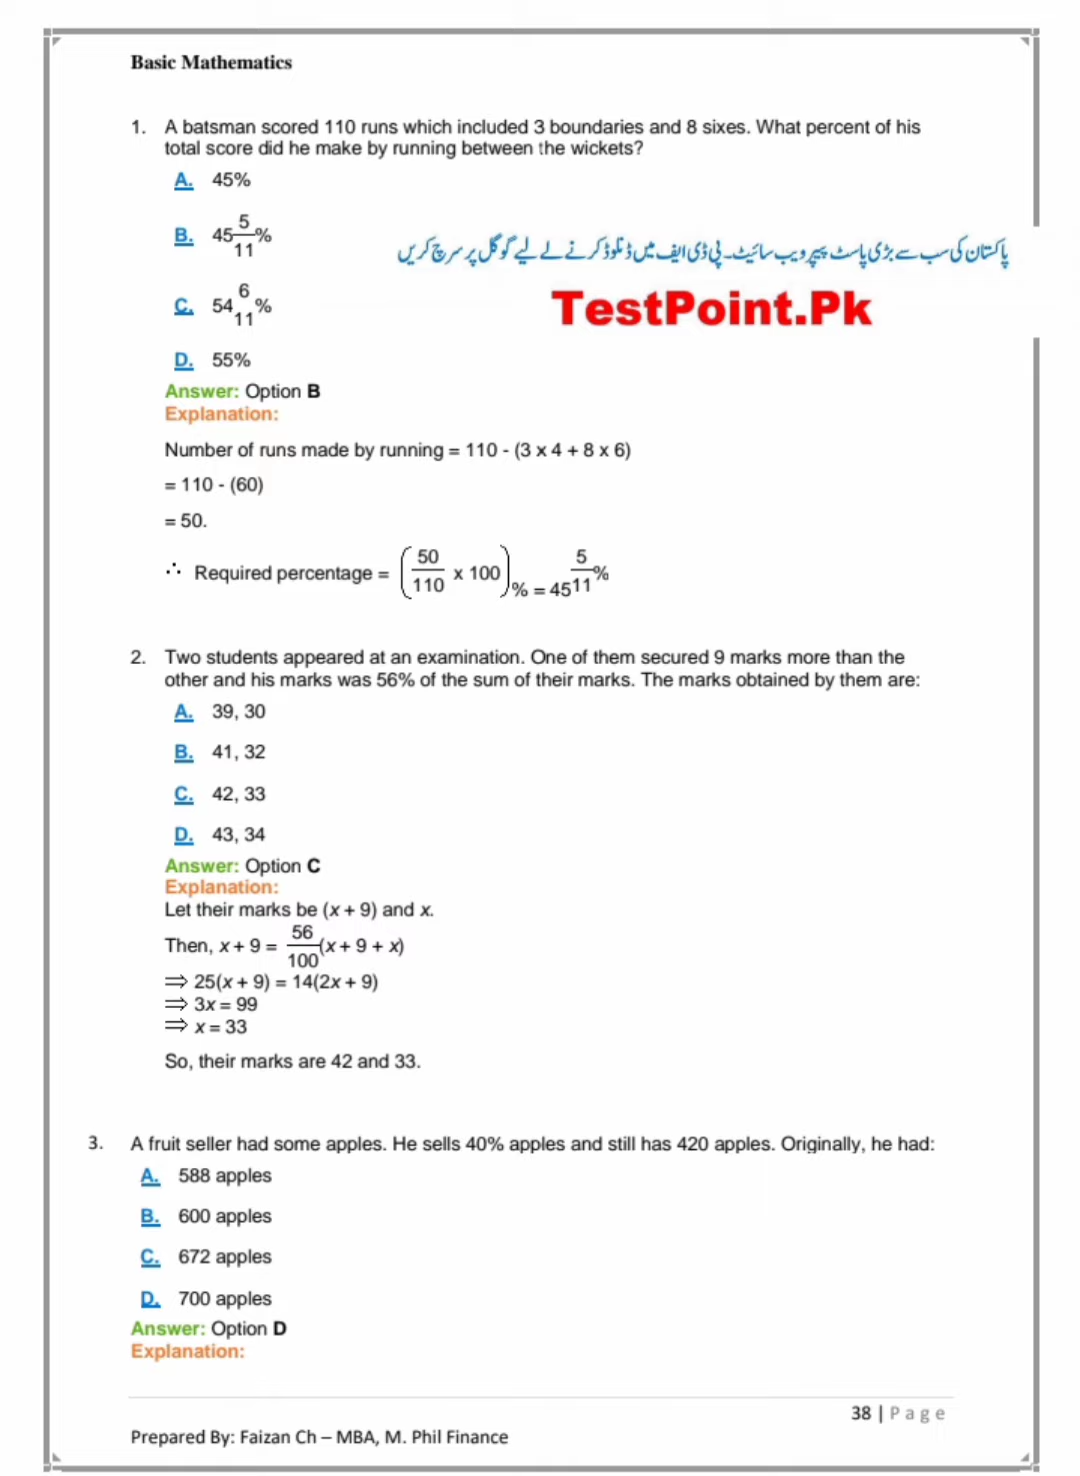 Basic Mathematics
1. A batsman scored 110 runs which included 3 boundaries and 8 sixes. What percent of his
total score did he make by running between the wickets?
A. 45%
B. 45 5/11 %
C. 54 6/11 %
D. 55%
پاکستان کی سب سے بڑی پاسٹ پیپر ویب سائیٹ۔ پی ڈی ایف میں ڈنلوڈ کرنے کے لیے گوگل پر سرچ کریں
TestPoint.Pk
Answer: Option B
Explanation:
Number of runs made by running = 110 - (3 x 4 + 8 x 6)
= 110 - (60)
= 50.
∴ Required percentage = (50/110 x 100)% = 45 5/11 %
2. Two students appeared at an examination. One of them secured 9 marks more than the
other and his marks was 56% of the sum of their marks. The marks obtained by them are:
A. 39, 30
B. 41, 32
C. 42, 33
D. 43, 34
Answer: Option C
Explanation:
Let their marks be (x + 9) and x.
Then, x + 9 = 56/100 (x + 9 + x)
⇒ 25(x + 9) = 14(2x + 9)
⇒ 3x = 99
⇒ x = 33
So, their marks are 42 and 33.
3. A fruit seller had some apples. He sells 40% apples and still has 420 apples. Originally, he had:
A. 588 apples
B. 600 apples
C. 672 apples
D. 700 apples
Answer: Option D
Explanation:
38 | Page
Prepared By: Faizan Ch – MBA, M. Phil Finance